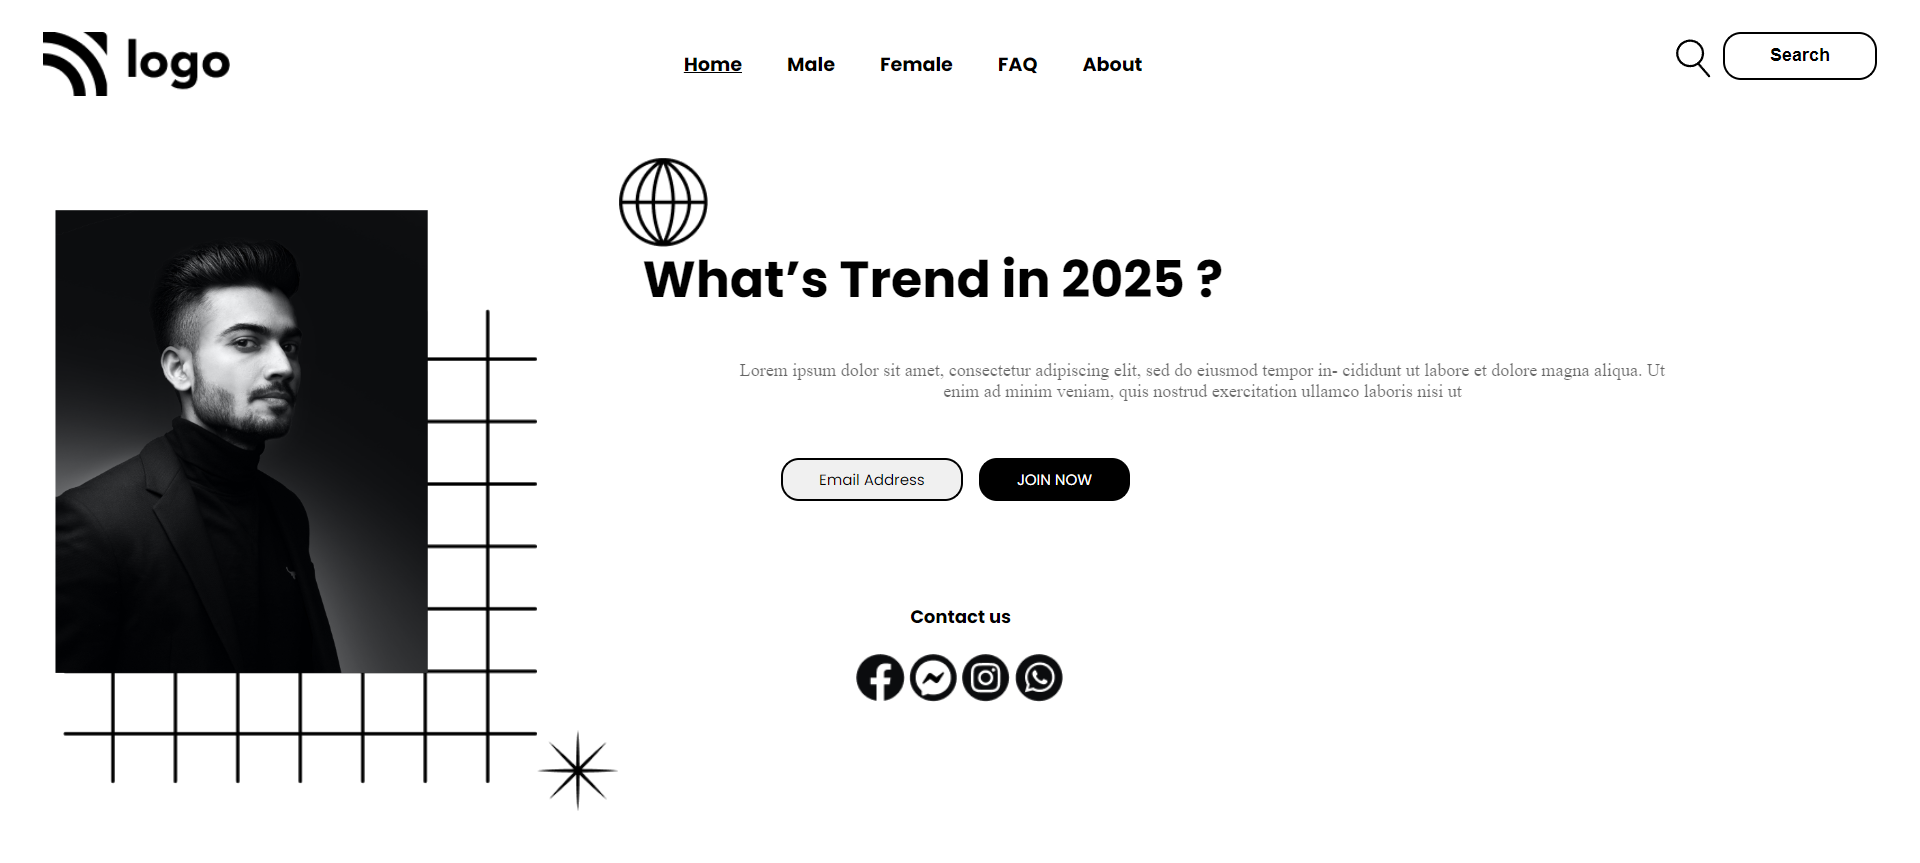 logo
Home Male Female FAQ About
Search
What’s Trend in 2025 ?
Lorem ipsum dolor sit amet, consectetur adipiscing elit, sed do eiusmod tempor in- cididunt ut labore et dolore magna aliqua. Ut
enim ad minim veniam, quis nostrud exercitation ullamco laboris nisi ut
Email Address
JOIN NOW
Contact us